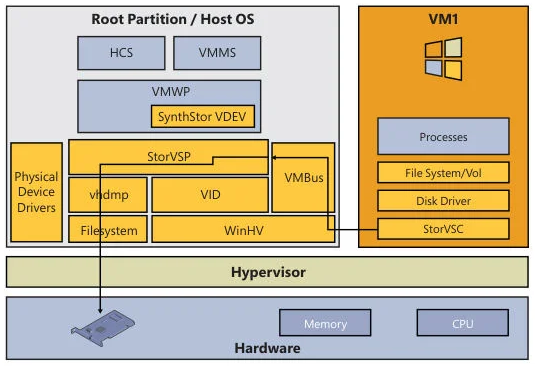 Root Partition / Host OS
HCS
VMMS
VMWP
SynthStor VDEV
StorVSP
Physical
Device
Drivers
vhdmp
VID
VMBus
Filesystem
WinHV
VM1
Processes
File System/Vol
Disk Driver
StorVSC
Hypervisor
Memory
CPU
Hardware